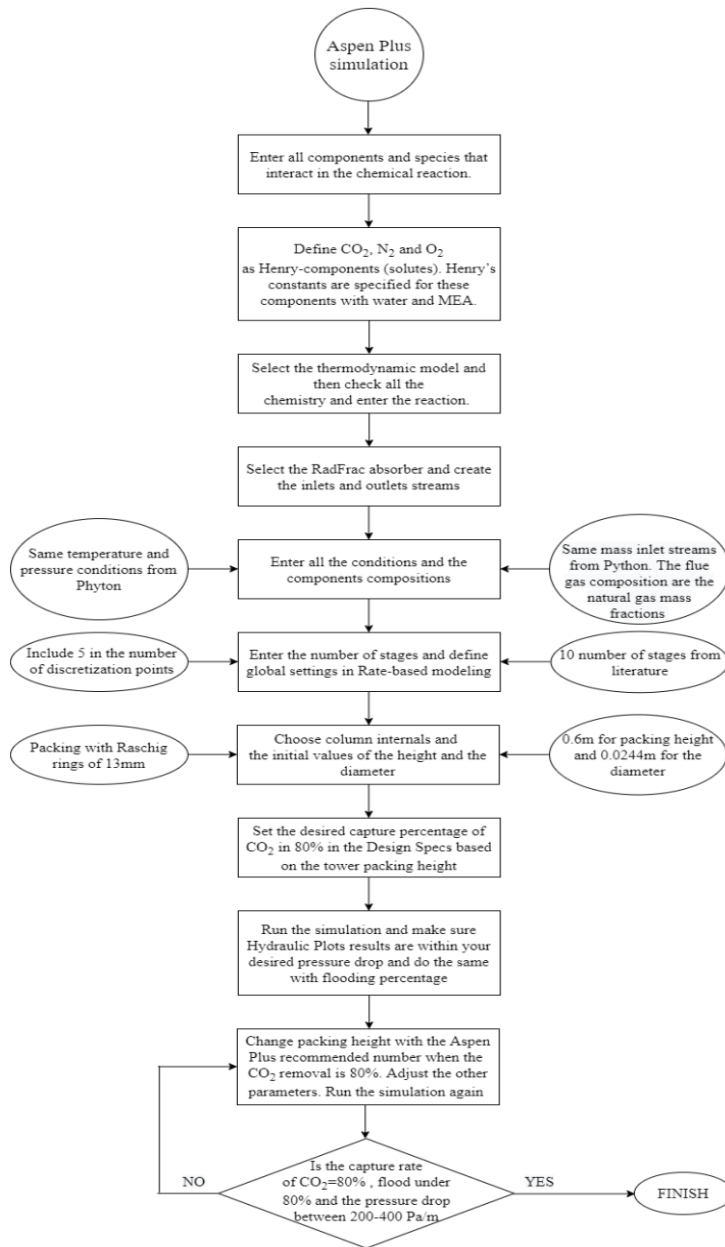 Aspen Plus
simulation
Enter all components and species that
interact in the chemical reaction.
Define CO₂, N₂ and O₂
as Henry-components (solutes). Henry's
constants are specified for these
components with water and MEA.
Select the thermodynamic model and
then check all the
chemistry and enter the reaction.
Select the RadFrac absorber and create
the inlets and outlets streams
Same temperature and
pressure conditions from
Phyton
Enter all the conditions and the
components compositions
Same mass inlet streams
from Python. The flue
gas composition are the
natural gas mass
fractions
Include 5 in the number
of discretization points
Enter the number of stages and define
global settings in Rate-based modeling
10 number of stages from
literature
Packing with Raschig
rings of 13mm
Choose column internals and
the initial values of the height and the
diameter
0.6m for packing height
and 0.0244m for the
diameter
Set the desired capture percentage of
CO₂ in 80% in the Design Specs based
on the tower packing height
Run the simulation and make sure
Hydraulic Plots results are within your
desired pressure drop and do the same
with flooding percentage
Change packing height with the Aspen
Plus recommended number when the
CO₂ removal is 80%. Adjust the other
parameters. Run the simulation again
Is the capture rate
of CO₂=80% , flood under
80% and the pressure drop
between 200-400 Pa/m
NO
YES
FINISH